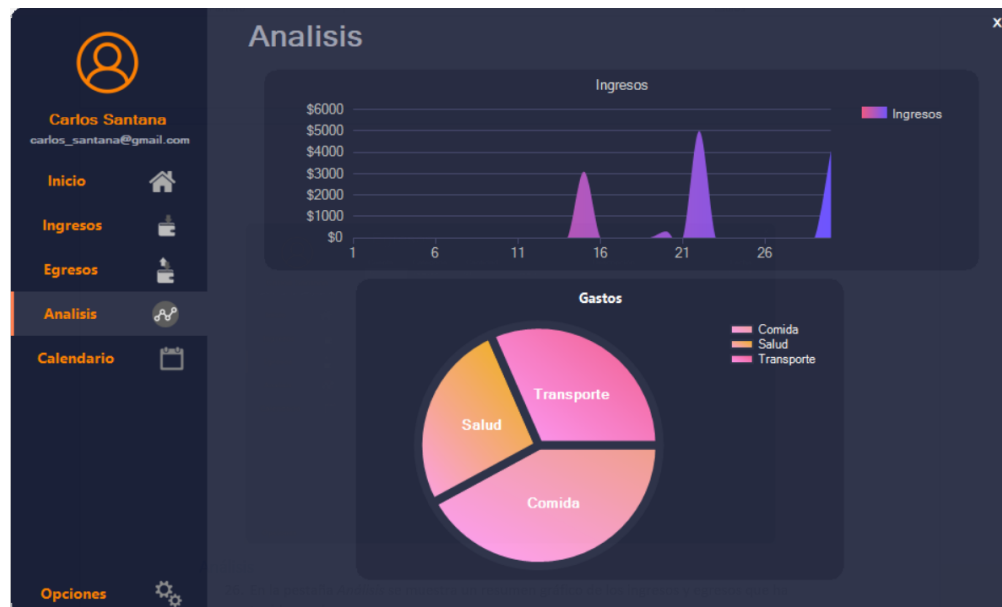 Analisis
x
Carlos Santana
carlos_santana@gmail.com
Inicio
Ingresos
Egresos
Analisis
Calendario
Opciones
Ingresos
$6000
$5000
$4000
$3000
$2000
$1000
$0
1 6 11 16 21 26
Ingresos
Gastos
Comida
Salud
Transporte
Transporte
Salud
Comida